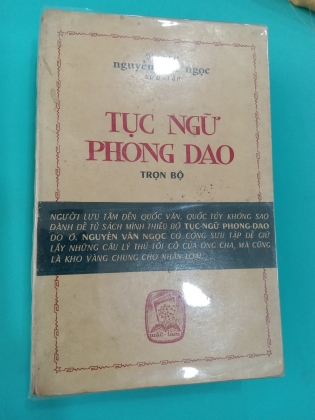 nguyễn ngọc
TỤC NGỮ
PHONG DAO
TRỌN BỘ
NGƯỜI LƯU TÂM ĐẾN QUỐC VĂN, QUỐC TÚY KHÔNG SAO
ĐÀNH ĐỂ TỦ SÁCH MÌNH THIẾU BỘ TỤC-NGỮ PHONG-DAO
DO Ô. NGUYỄN VĂN NGỌC CÓ CÔNG SƯU TẬP ĐỂ GIỮ
LẤY NHỮNG CÂU LÝ THÚ TỐI CỔ CỦA ÔNG CHA, MÀ CŨNG
LÀ KHO VÀNG CHUNG CHO NHÂN LOẠI.
mặc lâm